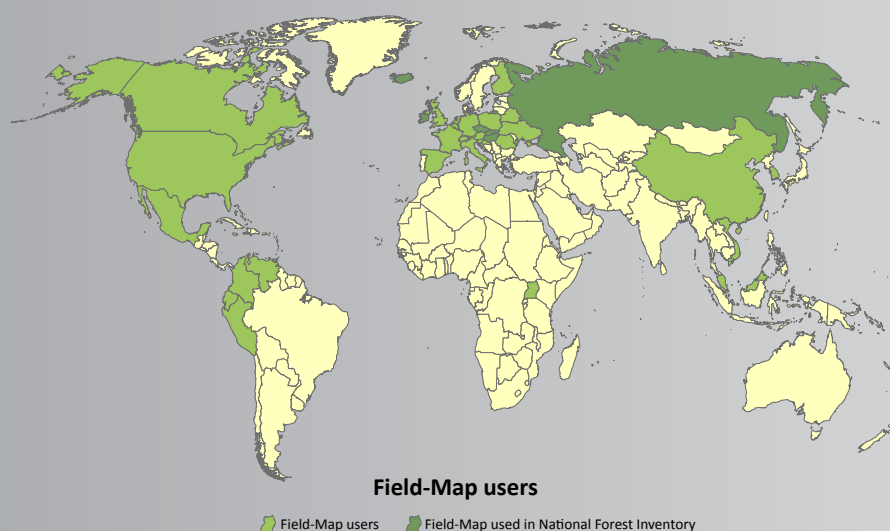 Field-Map users
Field-Map users Field-Map used in National Forest Inventory